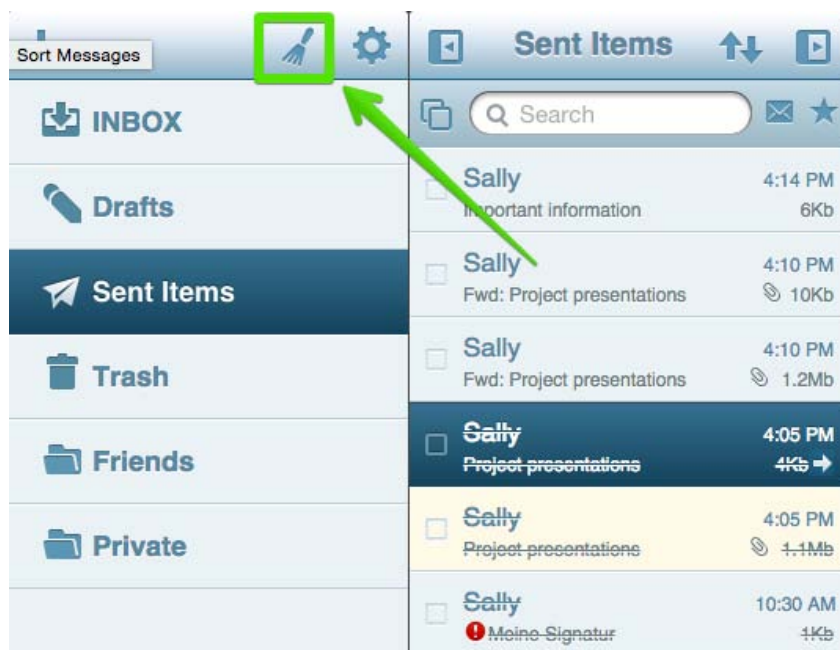 Sort Messages
INBOX
Drafts
Sent Items
Trash
Friends
Private
Sent Items
Search
Sally 4:14 PM
Important information 6Kb
Sally 4:10 PM
Fwd: Project presentations 10Kb
Sally 4:10 PM
Fwd: Project presentations 1.2Mb
Sally 4:05 PM
Project presentations 4Kb
Sally 4:05 PM
Project presentations 1.1Mb
Sally 10:30 AM
Meine Signatur 1Kb